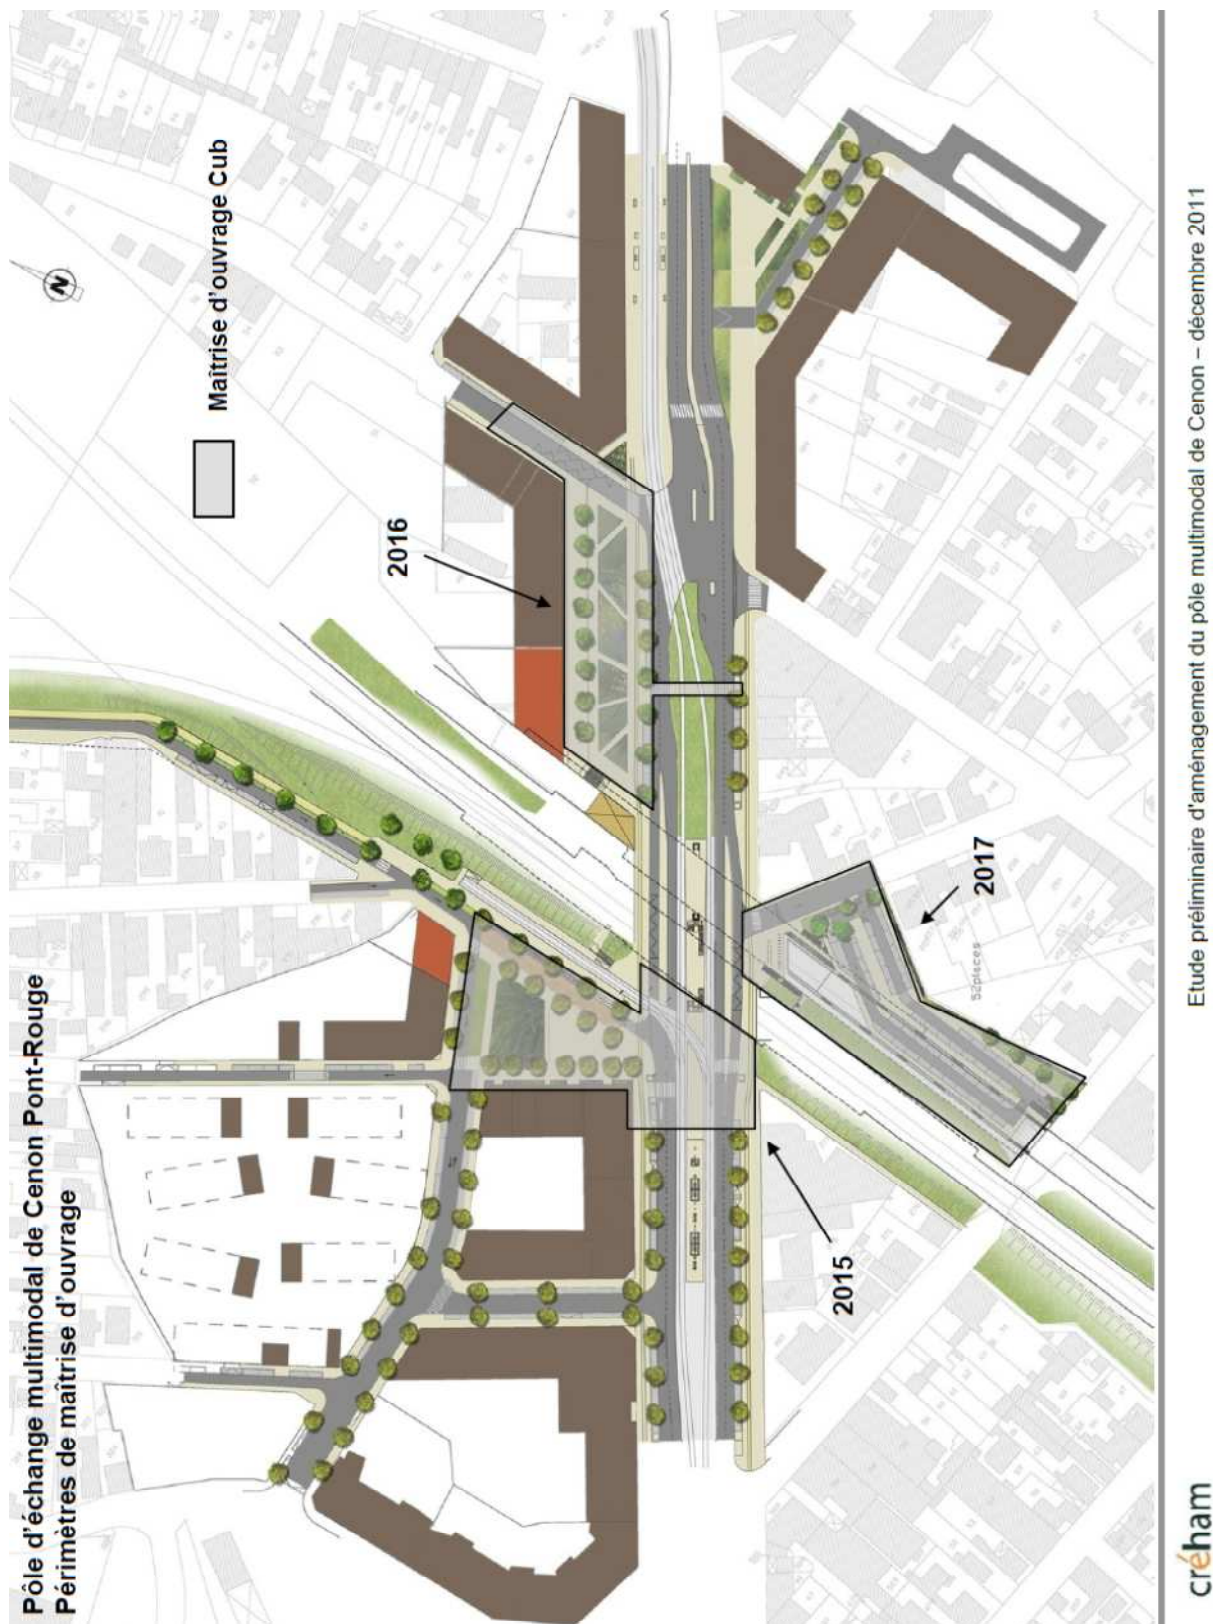 Pôle d'échange multimodal de Cenon Pont-Rouge
Périmètres de maîtrise d'ouvrage
N
Maîtrise d'ouvrage Cub
2016
2015
2017
52places
créham
Etude préliminaire d'aménagement du pôle multimodal de Cenon – décembre 2011